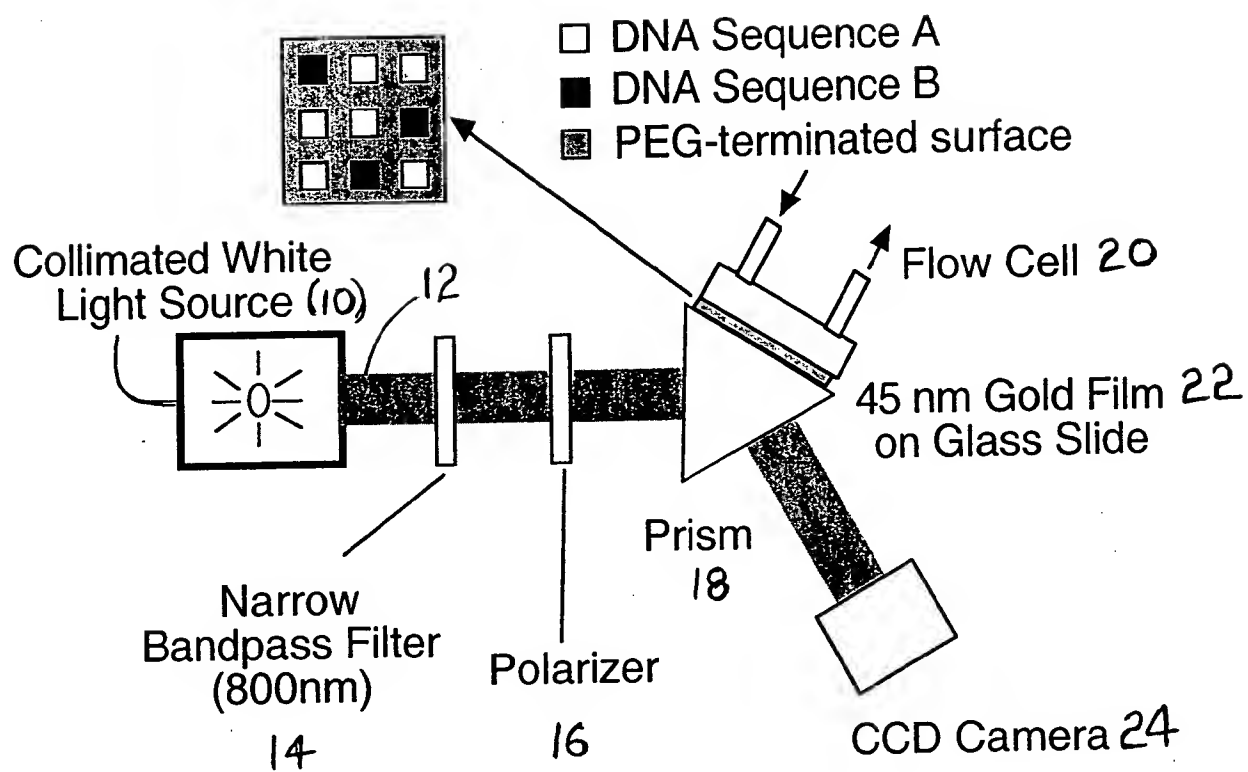 DNA Sequence A
DNA Sequence B
PEG-terminated surface
Collimated White
Light Source (10)
12
Flow Cell 20
45 nm Gold Film 22
on Glass Slide
Prism
18
Narrow
Bandpass Filter
(800nm)
14
Polarizer
16
CCD Camera 24